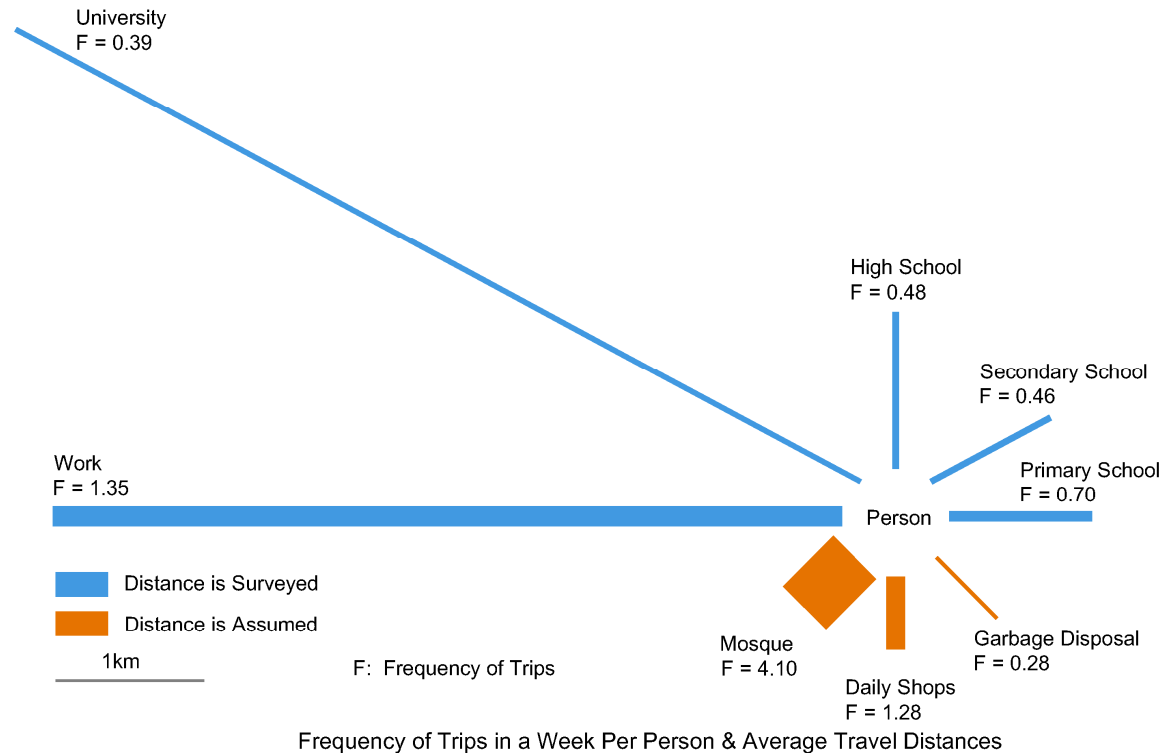 University
F = 0.39
High School
F = 0.48
Secondary School
F = 0.46
Primary School
F = 0.70
Work
F = 1.35
Person
Distance is Surveyed
Distance is Assumed
1km
F: Frequency of Trips
Mosque
F = 4.10
Daily Shops
F = 1.28
Garbage Disposal
F = 0.28
Frequency of Trips in a Week Per Person & Average Travel Distances